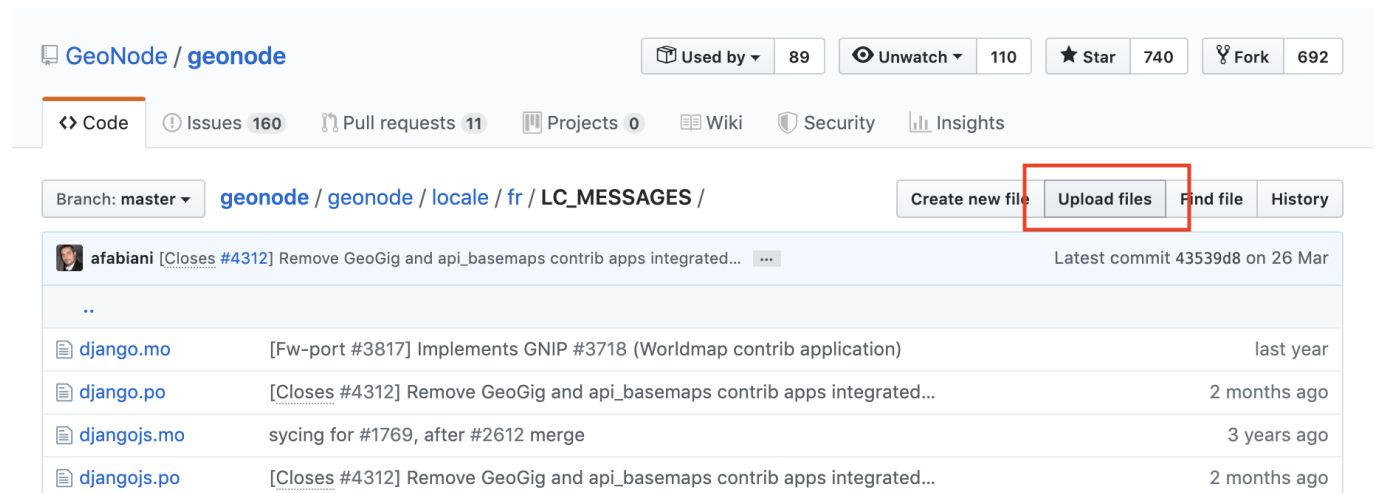 GeoNode / geonode Used by 89 Unwatch 110 Star 740 Fork 692
Code Issues 160 Pull requests 11 Projects 0 Wiki Security Insights
Branch: master geonode / geonode / locale / fr / LC_MESSAGES / Create new file Upload files Find file History
afabiani [Closes #4312] Remove GeoGig and api_basemaps contrib apps integrated... ... Latest commit 43539d8 on 26 Mar
..
django.mo [Fw-port #3817] Implements GNIP #3718 (Worldmap contrib application) last year
django.po [Closes #4312] Remove GeoGig and api_basemaps contrib apps integrated... 2 months ago
djangojs.mo sycing for #1769, after #2612 merge 3 years ago
djangojs.po [Closes #4312] Remove GeoGig and api_basemaps contrib apps integrated... 2 months ago